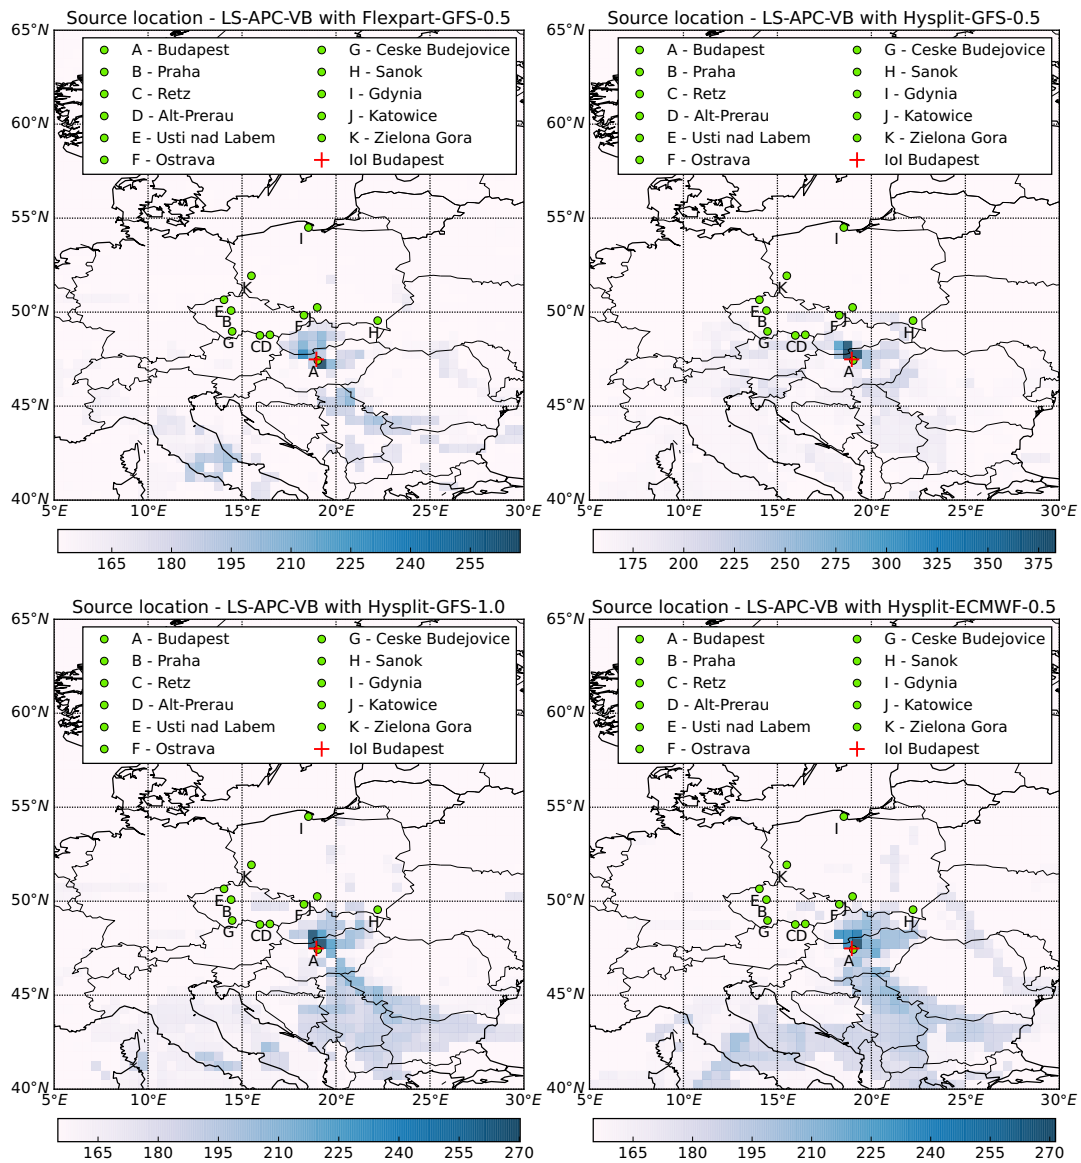 Source location - LS-APC-VB with Flexpart-GFS-0.5
65°N
60°N
55°N
50°N
45°N
40°N
A - Budapest
B - Praha
C - Retz
D - Alt-Prerau
E - Usti nad Labem
F - Ostrava
G - Ceske Budejovice
H - Sanok
I - Gdynia
J - Katowice
K - Zielona Gora
IoI Budapest
I
K
E
B
G
CD
F
J
H
A
5°E 10°E 15°E 20°E 25°E 30°E
165 180 195 210 225 240 255
Source location - LS-APC-VB with Hysplit-GFS-0.5
65°N
60°N
55°N
50°N
45°N
40°N
A - Budapest
B - Praha
C - Retz
D - Alt-Prerau
E - Usti nad Labem
F - Ostrava
G - Ceske Budejovice
H - Sanok
I - Gdynia
J - Katowice
K - Zielona Gora
IoI Budapest
I
K
E
B
G
CD
F
J
H
A
5°E 10°E 15°E 20°E 25°E 30°E
175 200 225 250 275 300 325 350 375
Source location - LS-APC-VB with Hysplit-GFS-1.0
65°N
60°N
55°N
50°N
45°N
40°N
A - Budapest
B - Praha
C - Retz
D - Alt-Prerau
E - Usti nad Labem
F - Ostrava
G - Ceske Budejovice
H - Sanok
I - Gdynia
J - Katowice
K - Zielona Gora
IoI Budapest
I
K
E
B
G
CD
F
J
H
A
5°E 10°E 15°E 20°E 25°E 30°E
165 180 195 210 225 240 255 270
Source location - LS-APC-VB with Hysplit-ECMWF-0.5
65°N
60°N
55°N
50°N
45°N
40°N
A - Budapest
B - Praha
C - Retz
D - Alt-Prerau
E - Usti nad Labem
F - Ostrava
G - Ceske Budejovice
H - Sanok
I - Gdynia
J - Katowice
K - Zielona Gora
IoI Budapest
I
K
E
B
G
CD
F
J
H
A
5°E 10°E 15°E 20°E 25°E 30°E
165 180 195 210 225 240 255 270